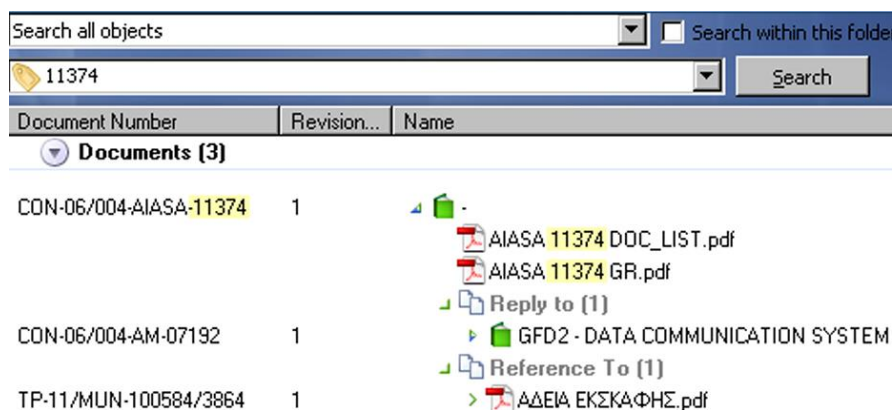 Search all objects Search within this folder
11374 Search
Document Number Revision... Name
Documents (3)
CON-06/004-AIASA-11374 1 -
AIASA 11374 DOC_LIST.pdf
AIASA 11374 GR.pdf
Reply to (1)
CON-06/004-AM-07192 1 GFD2 - DATA COMMUNICATION SYSTEM
Reference To (1)
TP-11/MUN-100584/3864 1 ΑΔΕΙΑ ΕΚΣΚΑΦΗΣ.pdf